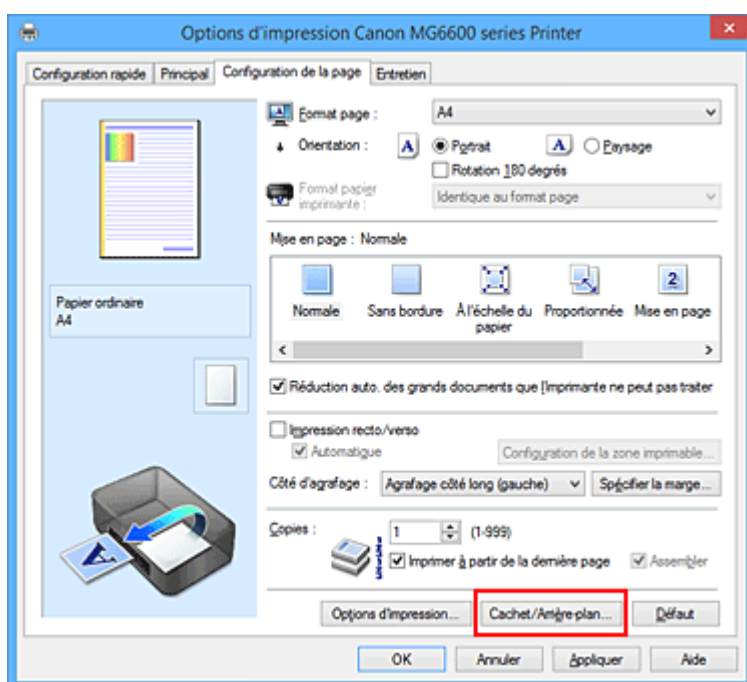 Options d'impression Canon MG6600 series Printer
Configuration rapide Principal Configuration de la page Entretien
Format page : A4
Orientation : A Portrait A Paysage
Rotation 180 degrés
Format papier
imprimante : Identique au format page
Mise en page : Normale
Normale Sans bordure À l'échelle du
papier Proportionnée Mise en page
2
Papier ordinaire
A4
Réduction auto. des grands documents que l'imprimante ne peut pas traiter
Impression recto/verso
Automatique Configuration de la zone imprimable...
Côté d'agrafage : Agrafage côté long (gauche) Spécifier la marge...
Copies : 1 (1-999)
Imprimer à partir de la dernière page Assembler
Options d'impression... Cachet/Arrière-plan... Défaut
OK Annuler Appliquer Aide